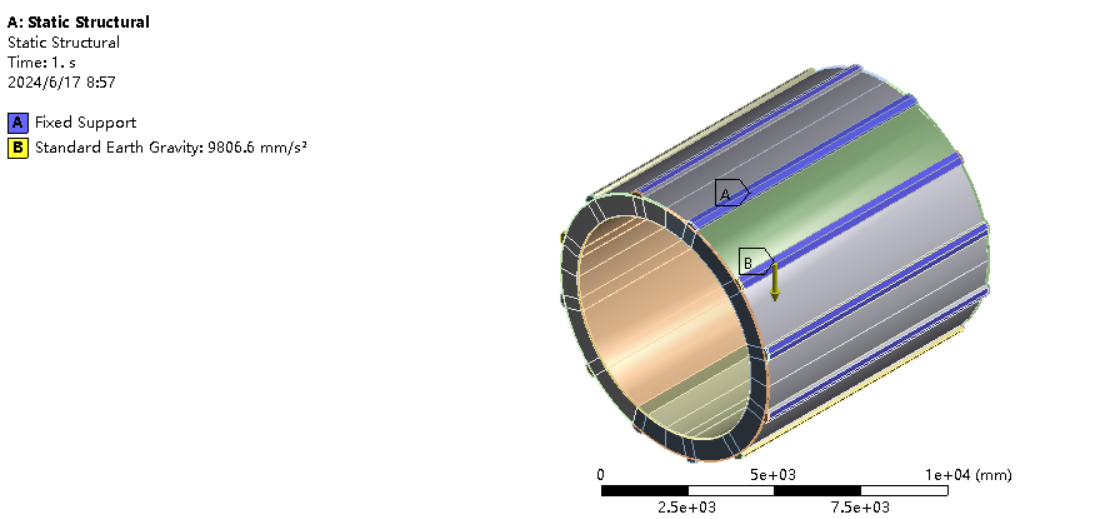 A: Static Structural
Static Structural
Time: 1. s
2024/6/17 8:57
A Fixed Support
B Standard Earth Gravity: 9806.6 mm/s²
A
B
0 5e+03 1e+04 (mm)
2.5e+03 7.5e+03